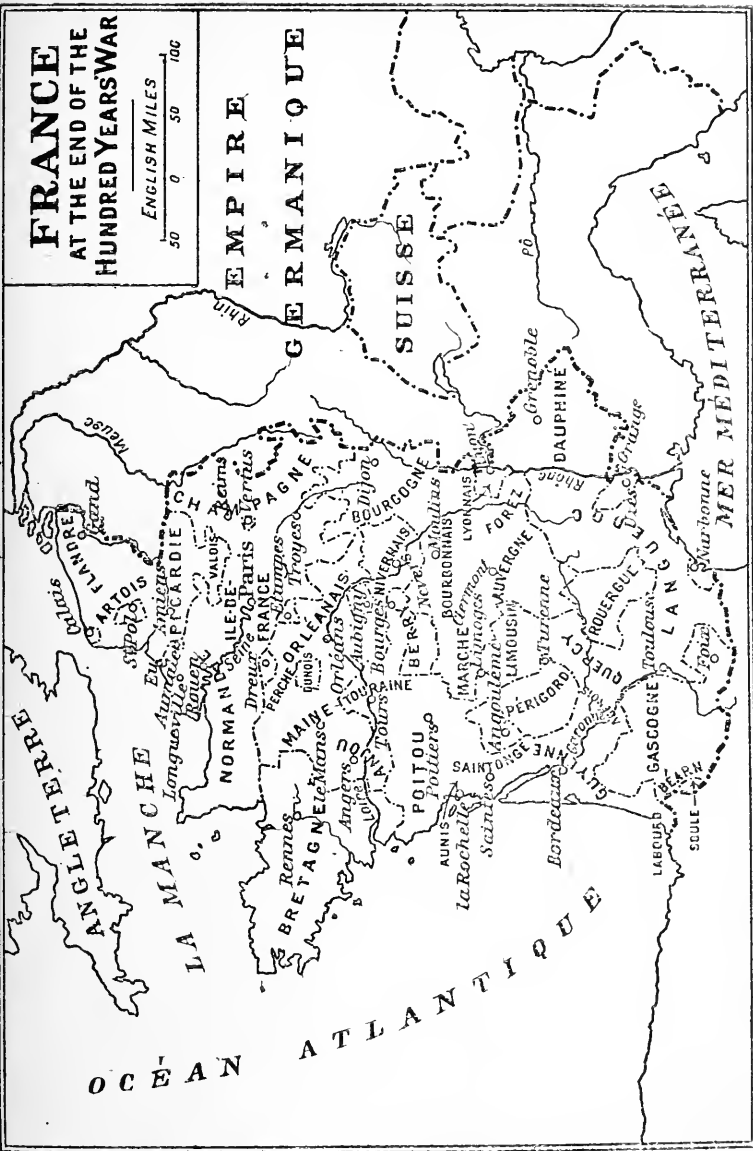 FRANCE
AT THE END OF THE
HUNDRED YEARS' WAR
ENGLISH MILES
50 0 50 100
EMPIRE
GERMANIQUE
SUISSE
ANGLETERRE
LA MANCHE
OCÉAN ATLANTIQUE
MER MÉDITERRANÉE
Rhin
Meuse
Pô
Calais
FLANDRE
Gand
ARTOIS
St Pol
Amiens
PICARDIE
Eu
Aumale
Longueville
Rouen
NORMANDIE
Seine
VALOIS
Reims
CHAMPAGNE
Vertus
ILE-DE-
FRANCE
Paris
Dreux
Etampes
Troyes
PERCHE
ORLÉANAIS
DUNOIS
Orléans
MAINE
le Mans
BRETAGNE
Rennes
ANJOU
Angers
Loire
TOURAINE
Tours
Aubigny
Bourges
BERRY
NIVERNAIS
Nevers
BOURGOGNE
Dijon
Moulins
BOURBONNAIS
POITOU
Poitiers
AUNIS
la Rochelle
SAINTONGE
Saintes
Angoulême
MARCHE
Limoges
LIMOUSIN
Clermont
AUVERGNE
Turenne
LYONNAIS
FOREZ
Grenoble
DAUPHINÉ
Rhône
Orange
PÉRIGORD
Bordeaux
GUYENNE
Garonne
QUERCY
ROUERGUE
LANGUEDOC
Toulouse
GASCOGNE
LABOURD
SOULE
BÉARN
Foix
Narbonne